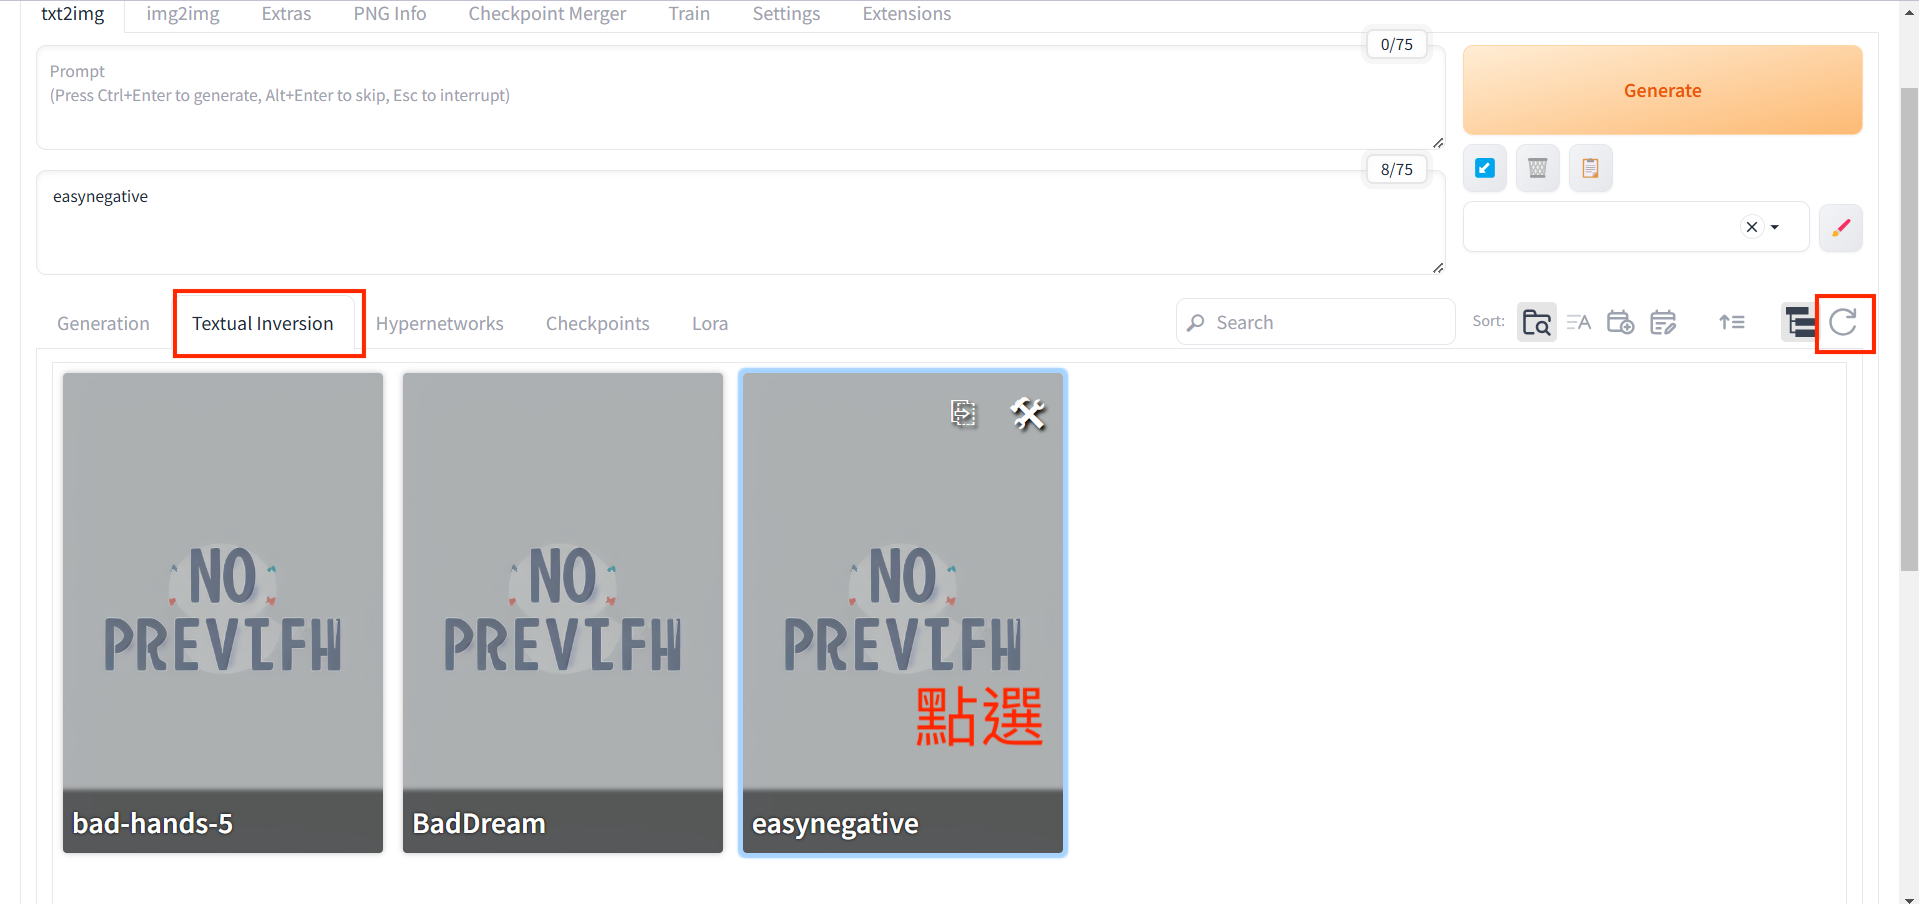 txt2img img2img Extras PNG Info Checkpoint Merger Train Settings Extensions
0/75
Prompt
(Press Ctrl+Enter to generate, Alt+Enter to skip, Esc to interrupt)
Generate
8/75
easynegative
Generation Textual Inversion Hypernetworks Checkpoints Lora Search Sort:
NO
PREVIEW
NO
PREVIEW
NO
PREVIEW
點選
bad-hands-5
BadDream
easynegative